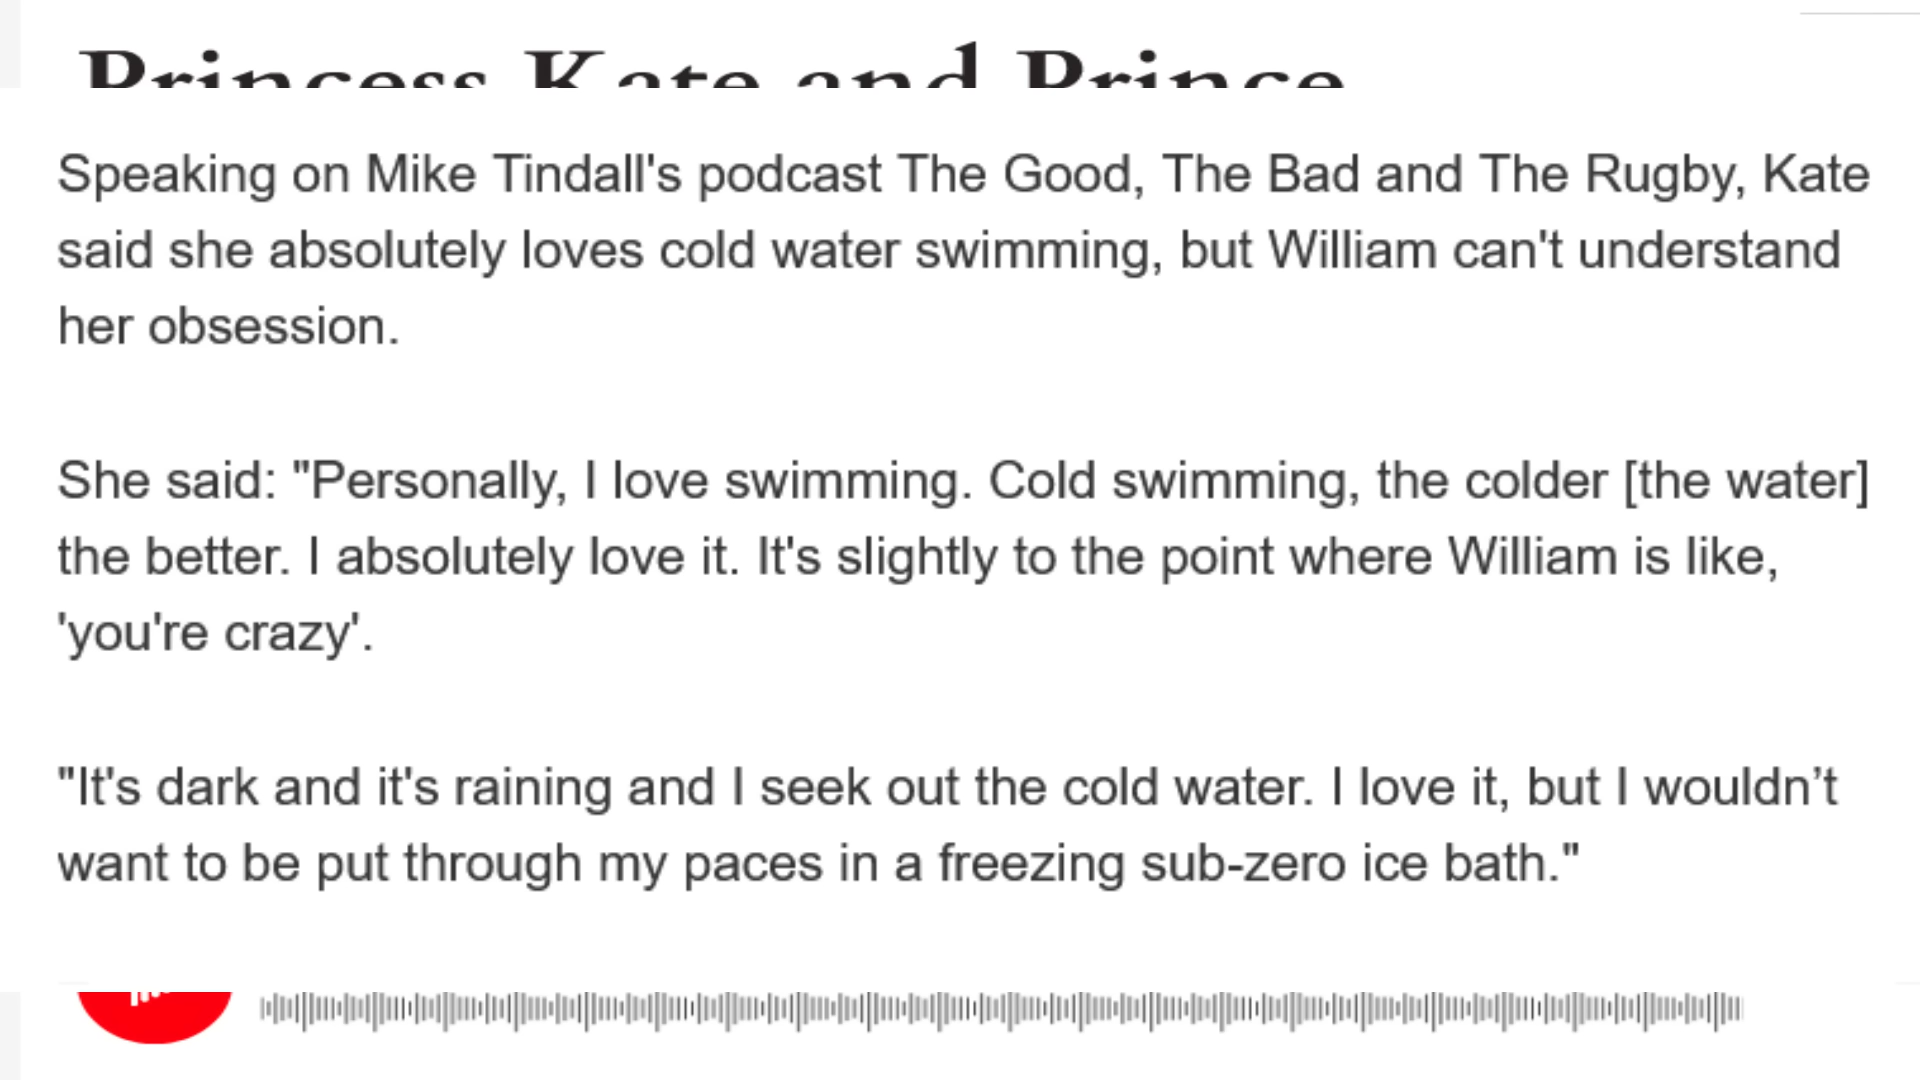 Princess Kate and Prince
Speaking on Mike Tindall's podcast The Good, The Bad and The Rugby, Kate
said she absolutely loves cold water swimming, but William can't understand
her obsession.
She said: "Personally, I love swimming. Cold swimming, the colder [the water]
the better. I absolutely love it. It's slightly to the point where William is like,
'you're crazy'.
"It's dark and it's raining and I seek out the cold water. I love it, but I wouldn’t
want to be put through my paces in a freezing sub-zero ice bath."